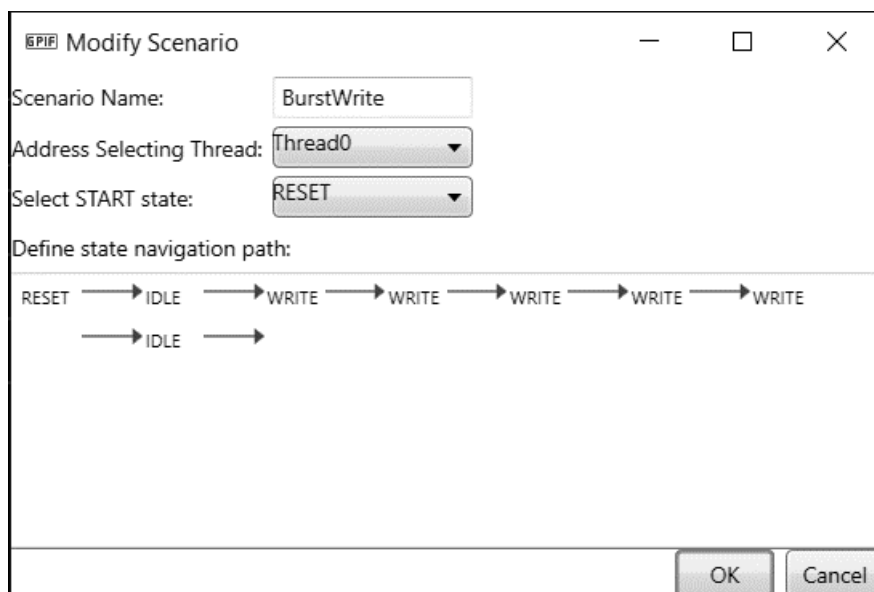 GPIF Modify Scenario
Scenario Name: BurstWrite
Address Selecting Thread: Thread0
Select START state: RESET
Define state navigation path:
RESET IDLE WRITE WRITE WRITE WRITE WRITE
IDLE
OK Cancel